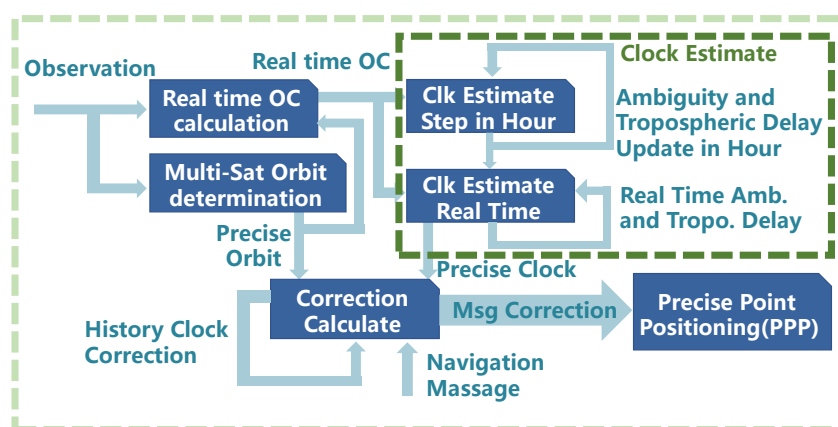 Observation
Real time OC
Clock Estimate
Real time OC
calculation
Clk Estimate
Step in Hour
Ambiguity and
Tropospheric Delay
Update in Hour
Multi-Sat Orbit
determination
Clk Estimate
Real Time
Real Time Amb.
and Tropo. Delay
Precise
Orbit
Precise Clock
Correction
Calculate
Msg Correction
Precise Point
Positioning(PPP)
History Clock
Correction
Navigation
Massage